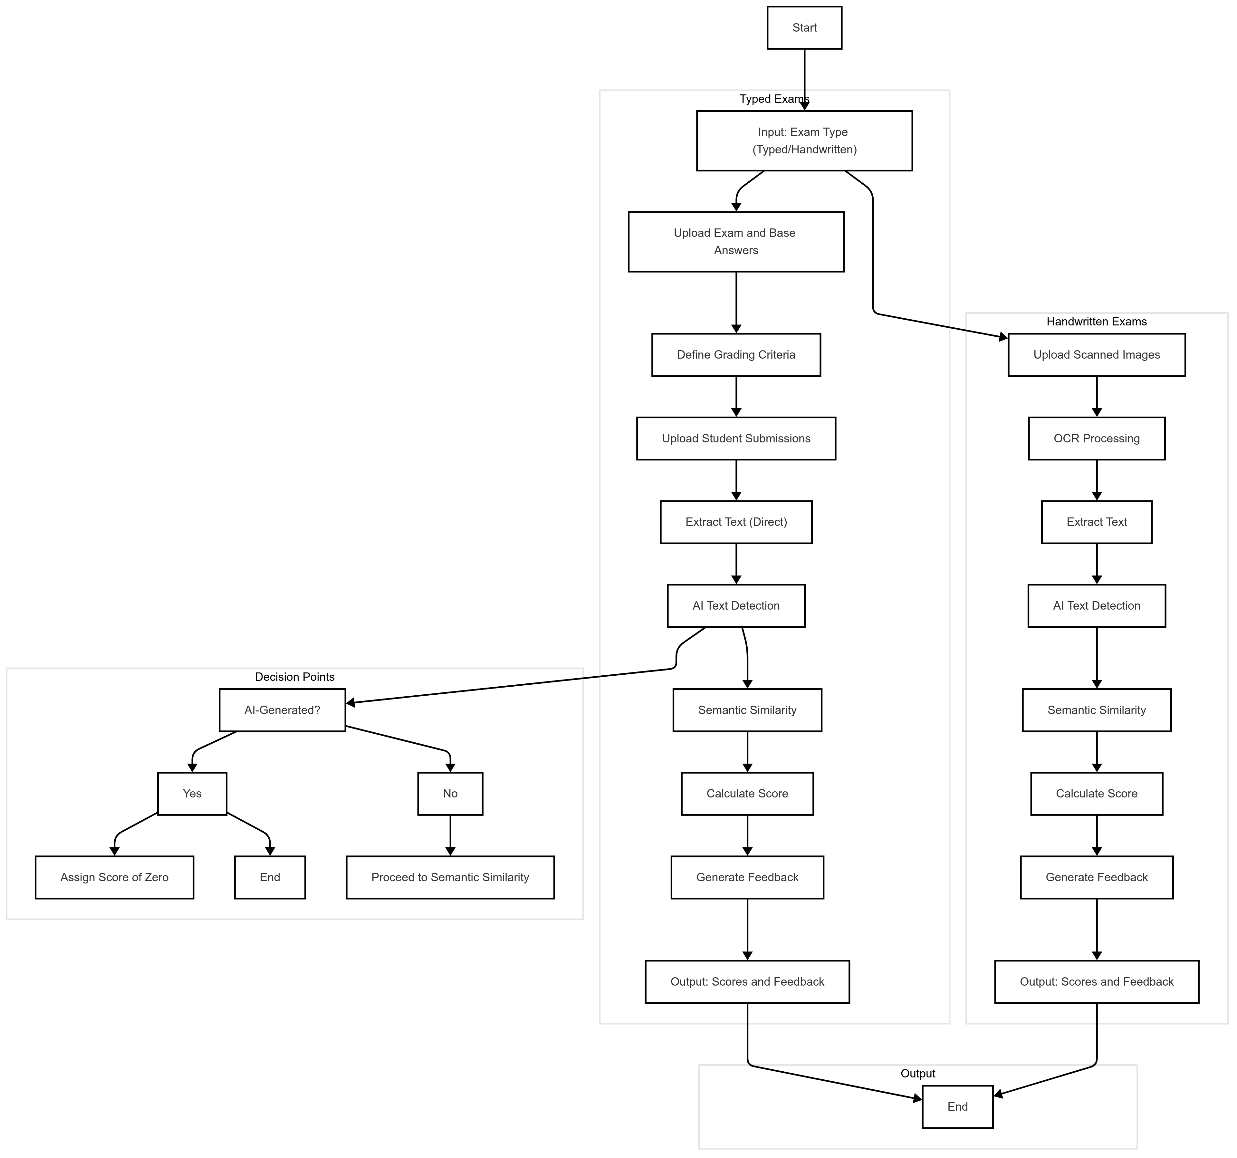 Start
Typed Exams
Input: Exam Type
(Typed/Handwritten)
Upload Exam and Base
Answers
Define Grading Criteria
Upload Student Submissions
Extract Text (Direct)
AI Text Detection
Semantic Similarity
Calculate Score
Generate Feedback
Output: Scores and Feedback
Handwritten Exams
Upload Scanned Images
OCR Processing
Extract Text
AI Text Detection
Semantic Similarity
Calculate Score
Generate Feedback
Output: Scores and Feedback
Decision Points
AI-Generated?
Yes
No
Assign Score of Zero
End
Proceed to Semantic Similarity
Output
End